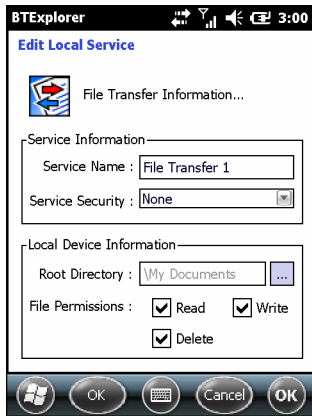 BTExplorer 3:00
Edit Local Service
File Transfer Information...
Service Information
Service Name : File Transfer 1
Service Security : None
Local Device Information
Root Directory : \My Documents ...
File Permissions : Read Write
Delete
OK Cancel OK